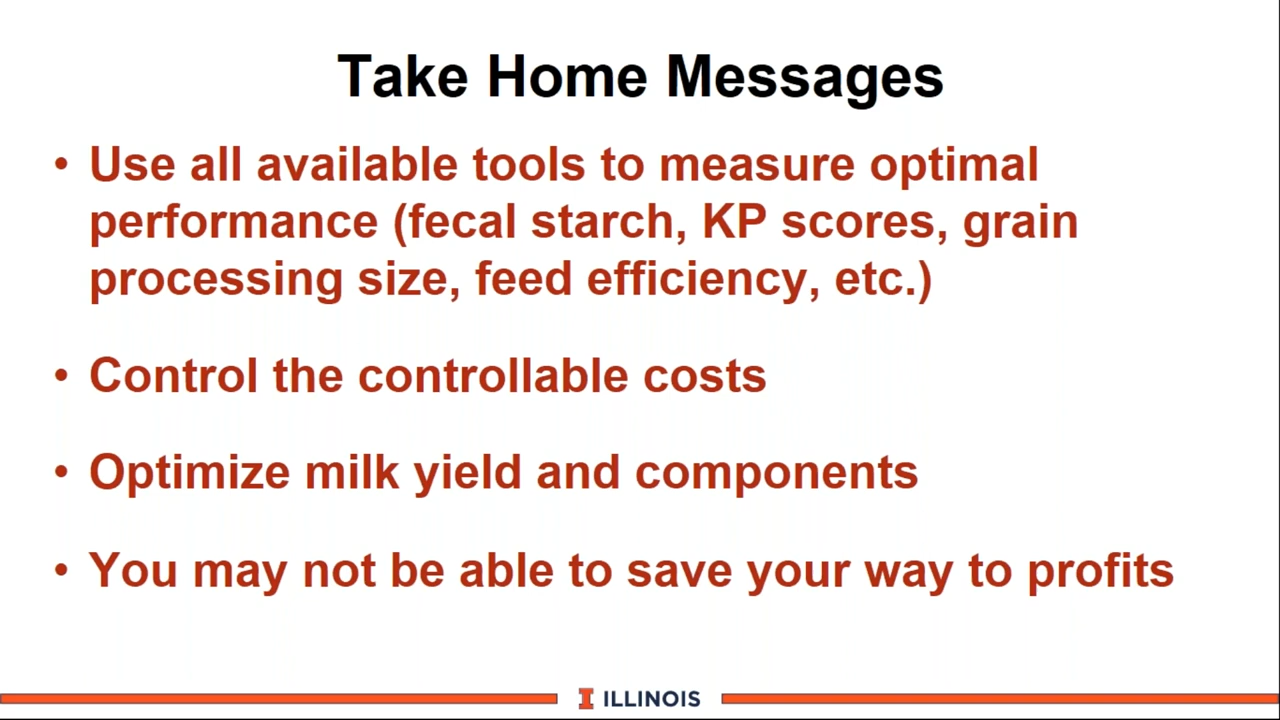 Take Home Messages
• Use all available tools to measure optimal
performance (fecal starch, KP scores, grain
processing size, feed efficiency, etc.)
• Control the controllable costs
• Optimize milk yield and components
• You may not be able to save your way to profits
I ILLINOIS